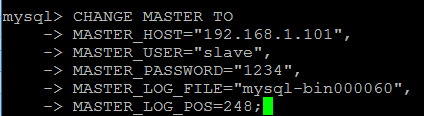 mysql> CHANGE MASTER TO
-> MASTER_HOST="192.168.1.101",
-> MASTER_USER="slave",
-> MASTER_PASSWORD="1234",
-> MASTER_LOG_FILE="mysql-bin000060",
-> MASTER_LOG_POS=248;